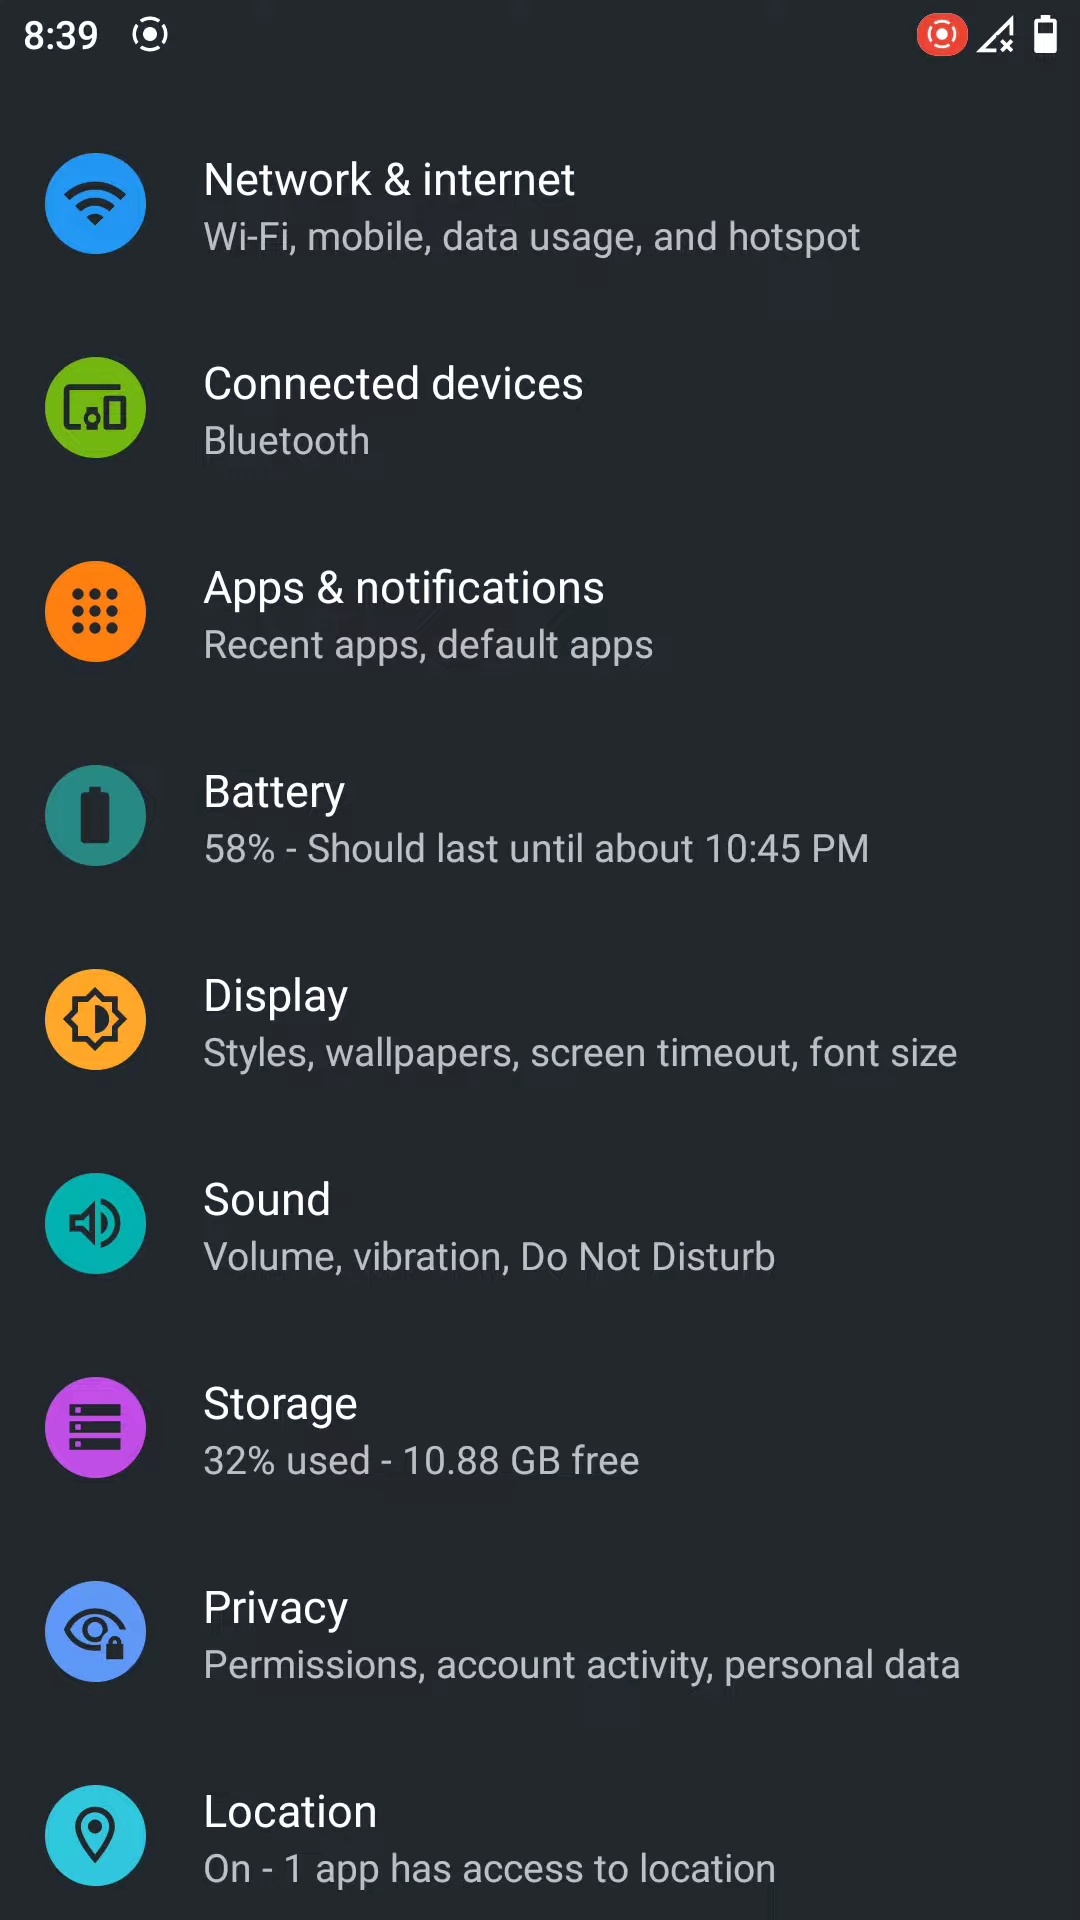 8:39
Network & internet
Wi-Fi, mobile, data usage, and hotspot
Connected devices
Bluetooth
Apps & notifications
Recent apps, default apps
Battery
58% - Should last until about 10:45 PM
Display
Styles, wallpapers, screen timeout, font size
Sound
Volume, vibration, Do Not Disturb
Storage
32% used - 10.88 GB free
Privacy
Permissions, account activity, personal data
Location
On - 1 app has access to location